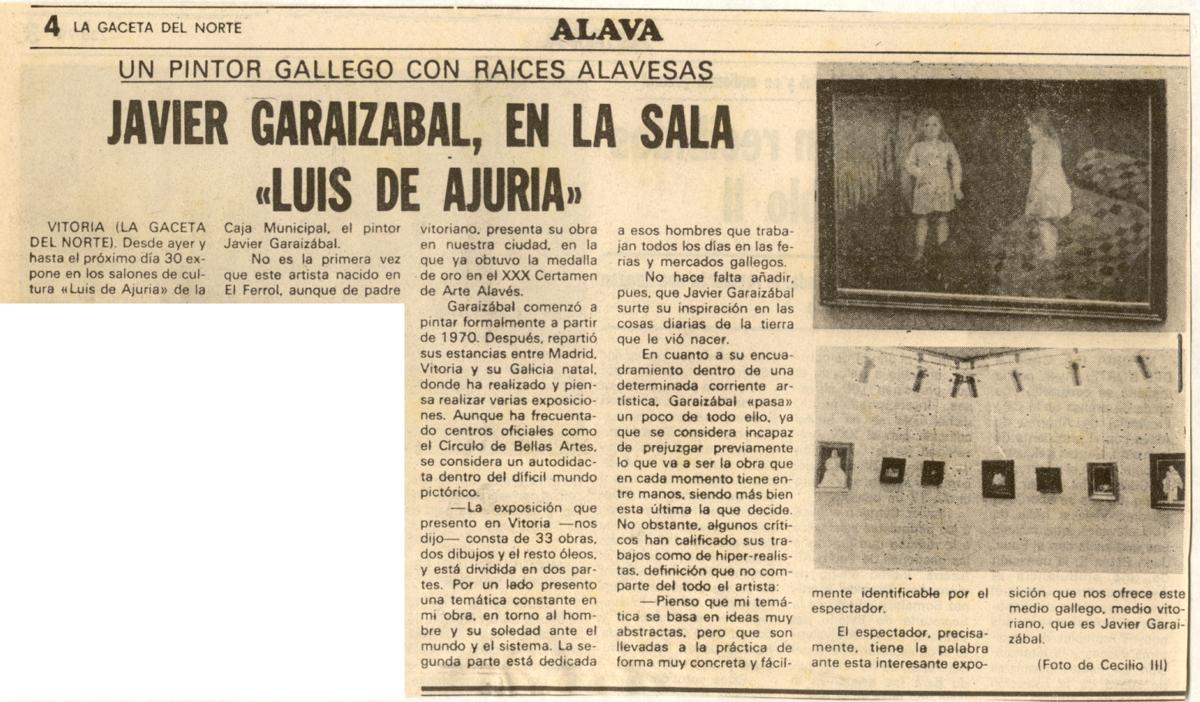 4 LA GACETA DEL NORTE
ALAVA
UN PINTOR GALLEGO CON RAICES ALAVESAS
JAVIER GARAIZABAL, EN LA SALA
«LUIS DE AJURIA»
VITORIA (LA GACETA
DEL NORTE). Desde ayer y
hasta el próximo día 30 ex-
pone en los salones de cul-
tura «Luis de Ajuria» de la
Caja Municipal, el pintor
Javier Garaizábal.
No es la primera vez
que este artista nacido en
El Ferrol, aunque de padre
vitoriano, presenta su obra
en nuestra ciudad, en la
que ya obtuvo la medalla
de oro en el XXX Certamen
de Arte Alavés.
Garaizábal comenzó a
pintar formalmente a partir
de 1970. Después, repartió
sus estancias entre Madrid,
Vitoria y su Galicia natal,
donde ha realizado y pien-
sa realizar varias exposicio-
nes. Aunque ha frecuenta-
do centros oficiales como
el Círculo de Bellas Artes,
se considera un autodidac-
ta dentro del difícil mundo
pictórico.
—La exposición que
presento en Vitoria —nos
dijo— consta de 33 obras,
dos dibujos y el resto óleos,
y está dividida en dos par-
tes. Por un lado presento
una temática constante en
mi obra, en torno al hom-
bre y su soledad ante el
mundo y el sistema. La se-
gunda parte está dedicada
a esos hombres que traba-
jan todos los días en las fe-
rias y mercados gallegos.
No hace falta añadir,
pues, que Javier Garaizábal
surte su inspiración en las
cosas diarias de la tierra
que le vió nacer.
En cuanto a su encua-
dramiento dentro de una
determinada corriente ar-
tística, Garaizábal «pasa»
un poco de todo ello, ya
que se considera incapaz
de prejuzgar previamente
lo que va a ser la obra que
en cada momento tiene en-
tre manos, siendo más bien
esta última la que decide.
No obstante, algunos críti-
cos han calificado sus tra-
bajos como de hiper-realis-
tas, definición que no com-
parte del todo el artista:
—Pienso que mi temá-
tica se basa en ideas muy
abstractas, pero que son
llevadas a la práctica de
forma muy concreta y fácil-
mente identificable por el
espectador.
El espectador, precisa-
mente, tiene la palabra
ante esta interesante expo-
sición que nos ofrece este
medio gallego, medio vito-
riano, que es Javier Garai-
zábal.
(Foto de Cecilio III)